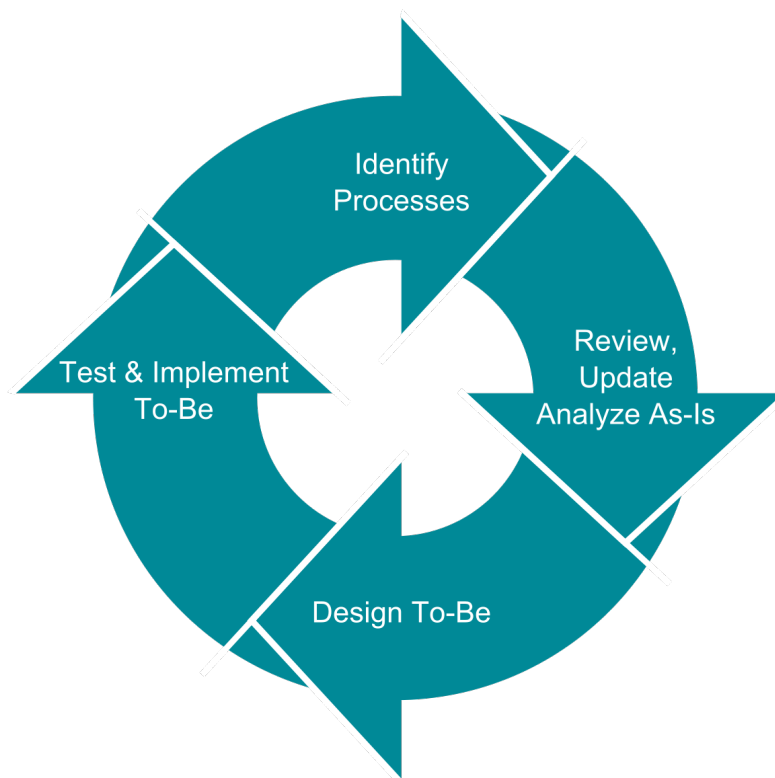 Identify
Processes
Review,
Update
Analyze As-Is
Design To-Be
Test & Implement
To-Be